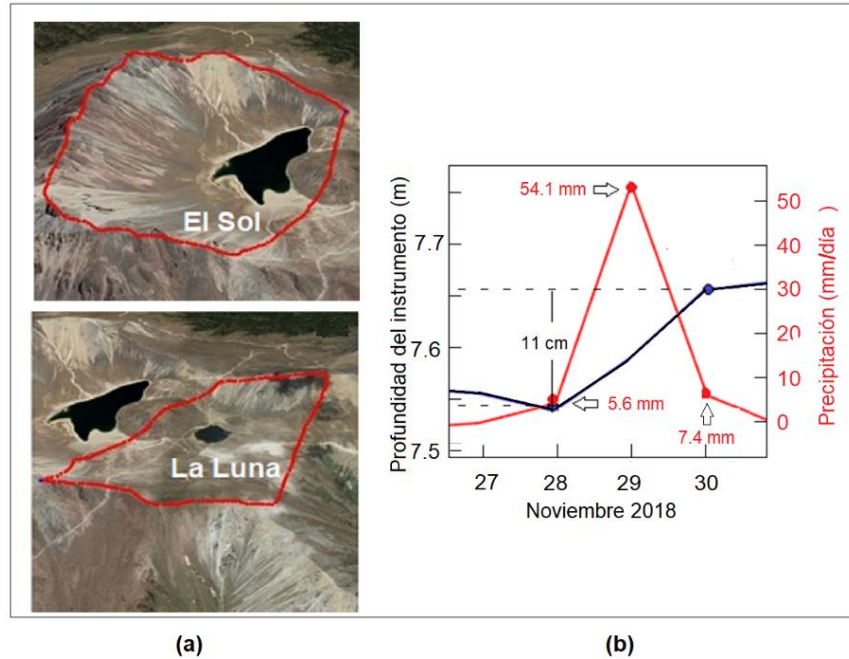 El Sol
La Luna
Profundidad del instrumento (m)
7.7
7.6
7.5
54.1 mm
11 cm
5.6 mm
7.4 mm
50
40
30
20
10
0
Precipitación (mm/día )
27 28 29 30
Noviembre 2018
(a) (b)